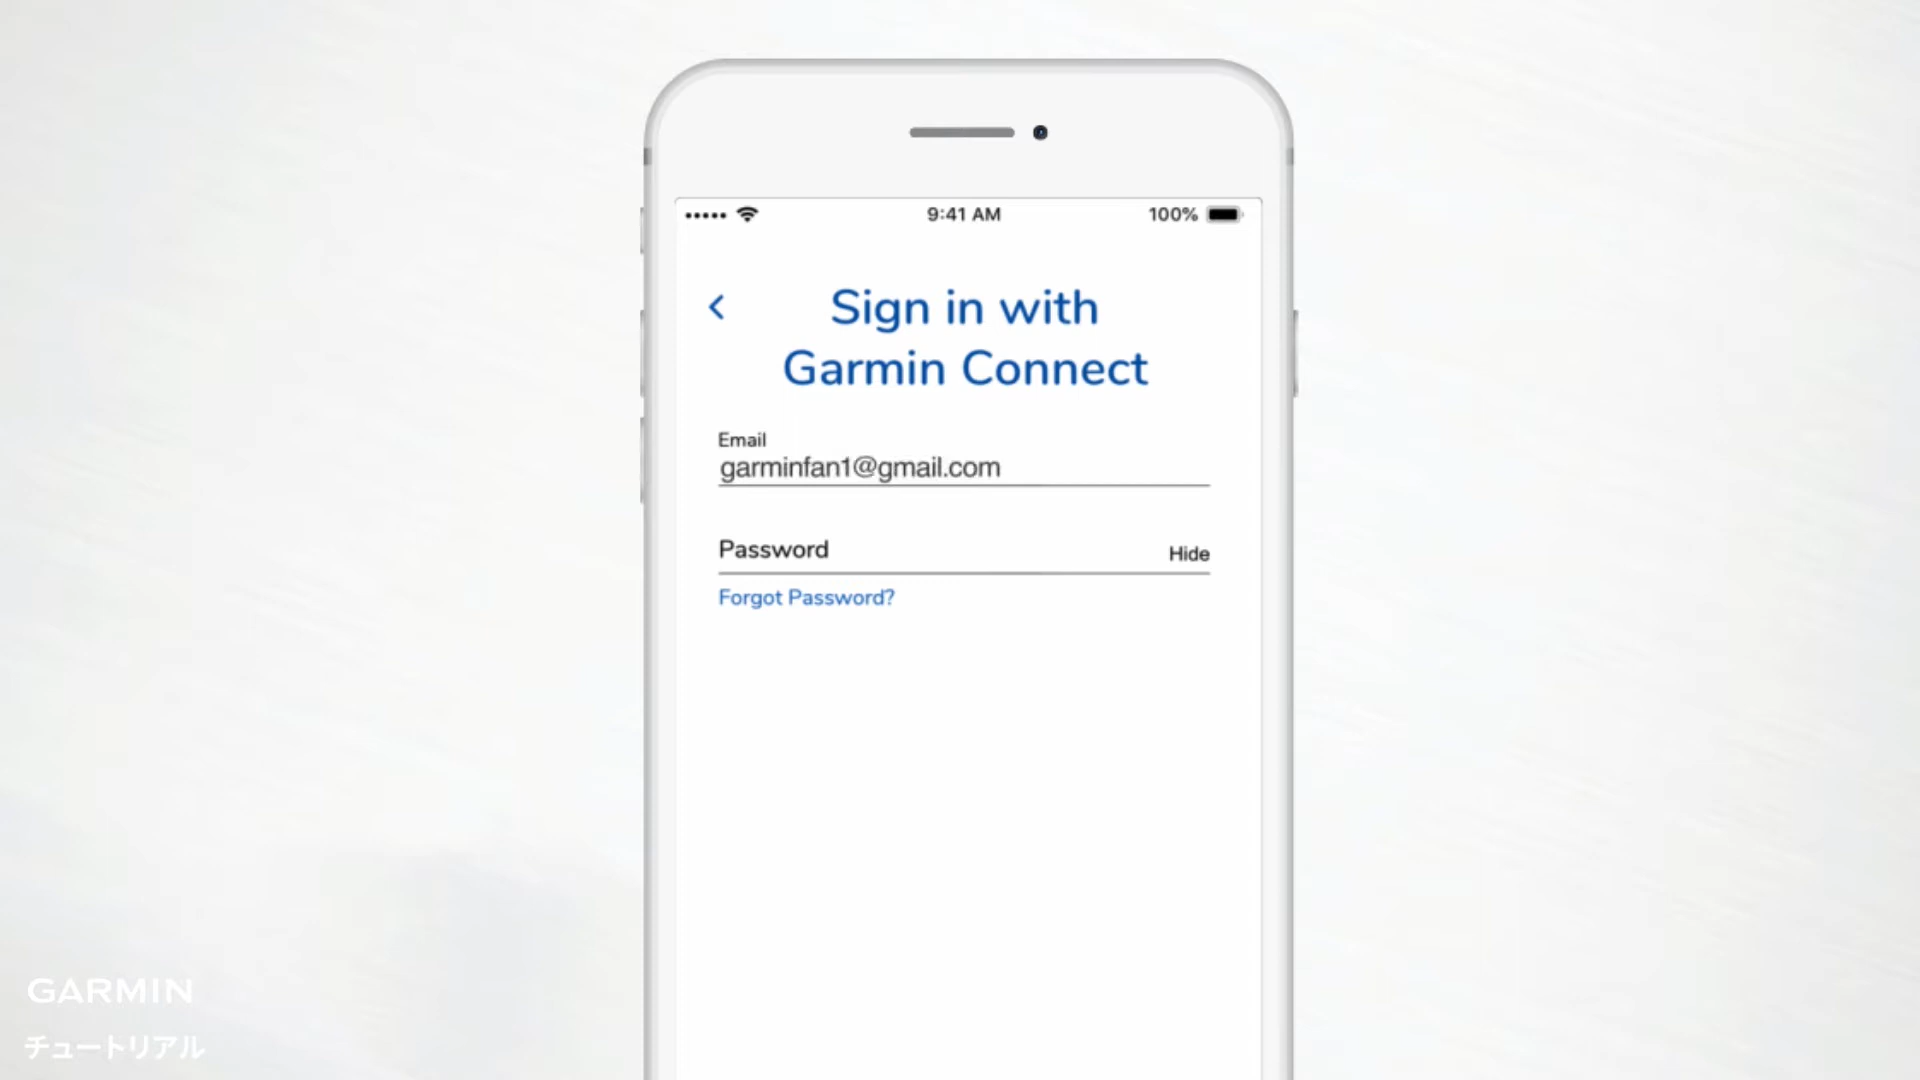 9:41 AM
100%
Sign in with
Garmin Connect
Email
garminfan1@gmail.com
Password
Hide
Forgot Password?
GARMIN
チュートリアル